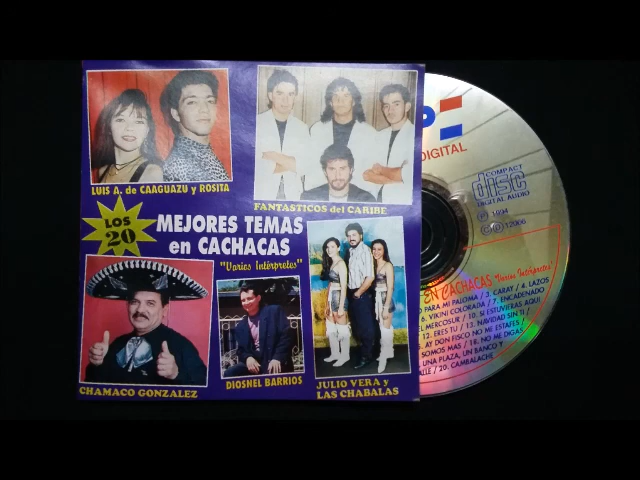 LUIS A. de CAAGUAZU y ROSITA
FANTASTICOS del CARIBE
LOS
20
MEJORES TEMAS
en CACHACAS
"Varios Intérpretes"
CHAMACO GONZALEZ
DIOSNEL BARRIOS
JULIO VERA y
LAS CHABALAS
DIGITAL
COMPACT
disc
DIGITAL AUDIO
P 1994
EN CACHACAS "Varios Intérpretes"
PARA MI PALOMA / 3. CARAY / 4. LAZOS
6. VIKINI COLORADA / 7. ENCADENADO
EL MERCOSUR / 10. SI ESTUVIERAS AQUI
12. ERES TU / 13. NAVIDAD SIN TI /
AY DON FISCO NO ME ESTAFES /
SOMOS MAS / 18. NO ME DIGAS
UNA PLAZA, UN BANCO Y
ALLE / 20. CAMBALACHE